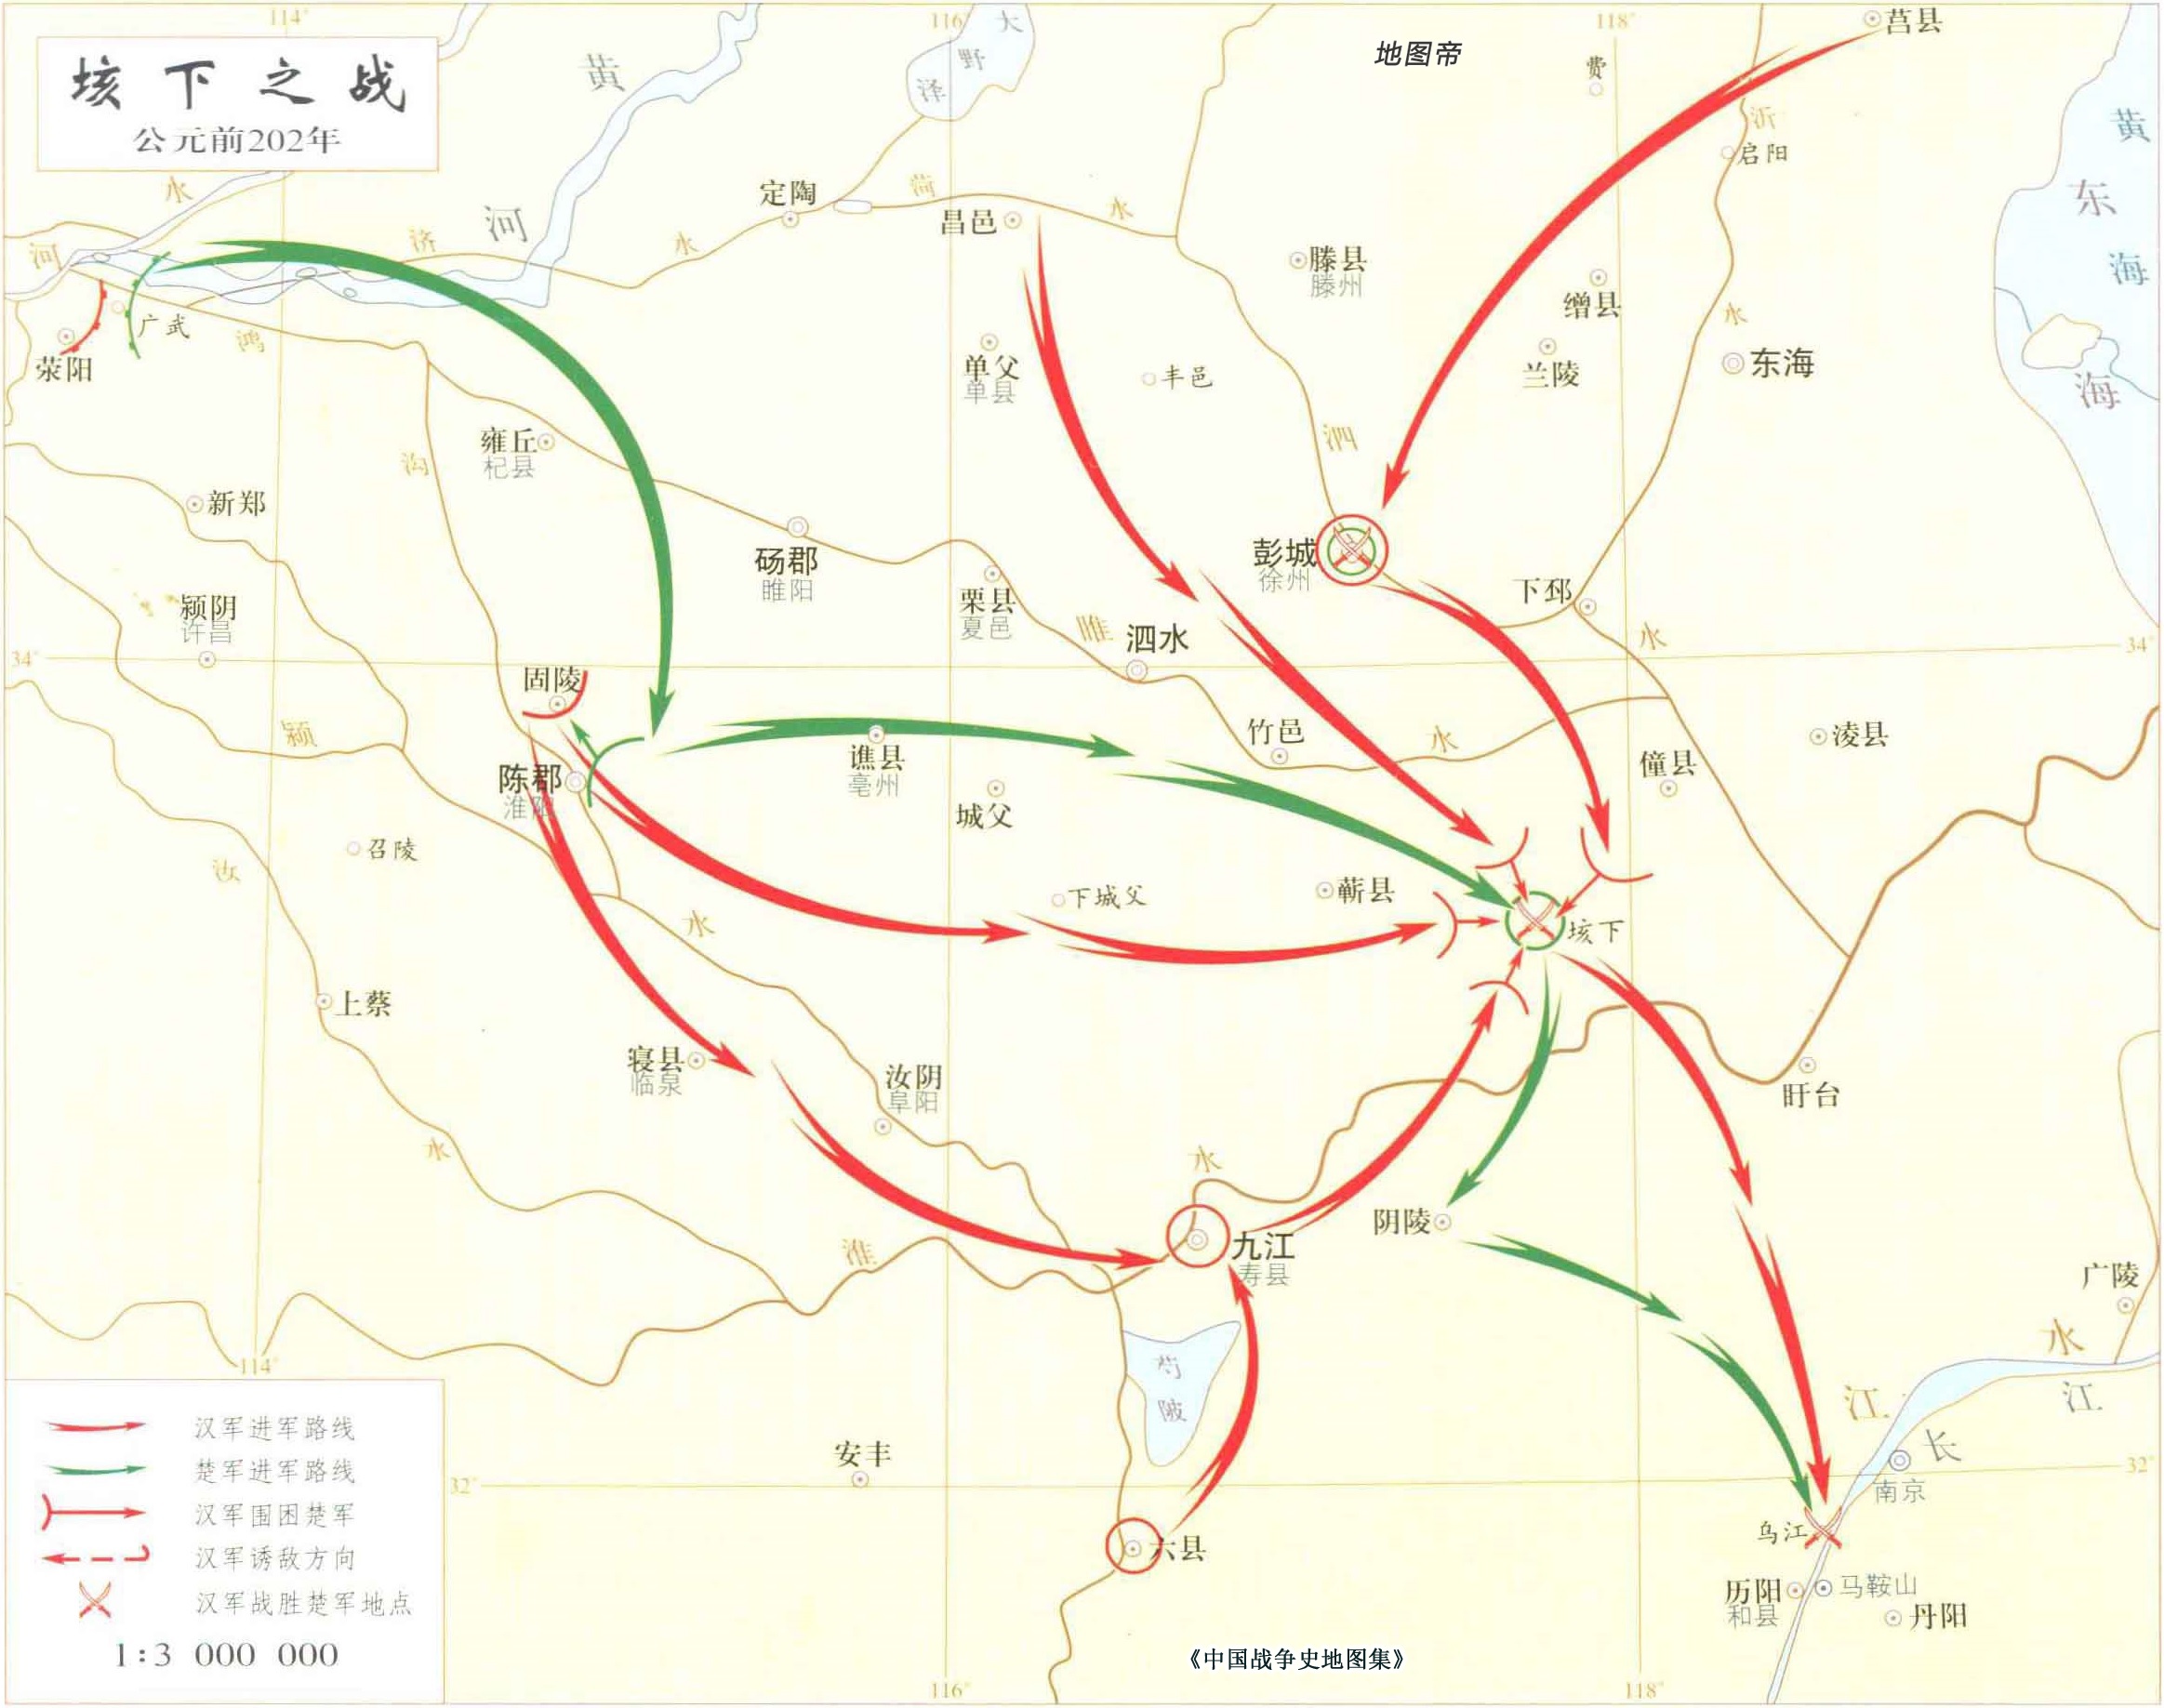 垓下之战
公元前202年
114°
116°
118°
地图帝
莒县
黄
大
野
泽
费
沂
启阳
黄
海
东
海
水
河
济
河
水
定陶
菏
昌邑
水
滕县
滕州
缯县
水
兰陵
东海
广武
荥阳
鸿
沟
单父
单县
丰邑
泗
雍丘
杞县
新郑
砀郡
睢阳
彭城
徐州
下邳
水
颍阴
许昌
栗县
夏邑
睢
泗水
34°
34°
固陵
颍
陈郡
淮阳
谯县
亳州
城父
竹邑
水
僮县
凌县
召陵
汝
水
下城父
蕲县
垓下
上蔡
寝县
临泉
汝阴
阜阳
盱台
水
水
淮
九江
寿县
阴陵
广陵
水
江
江
长
114°
芍
陂
安丰
32°
32°
南京
乌江
六县
历阳
和县
马鞍山
丹阳
汉军进军路线
楚军进军路线
汉军围困楚军
汉军诱敌方向
汉军战胜楚军地点
1:3 000 000
《中国战争史地图集》
116°
118°